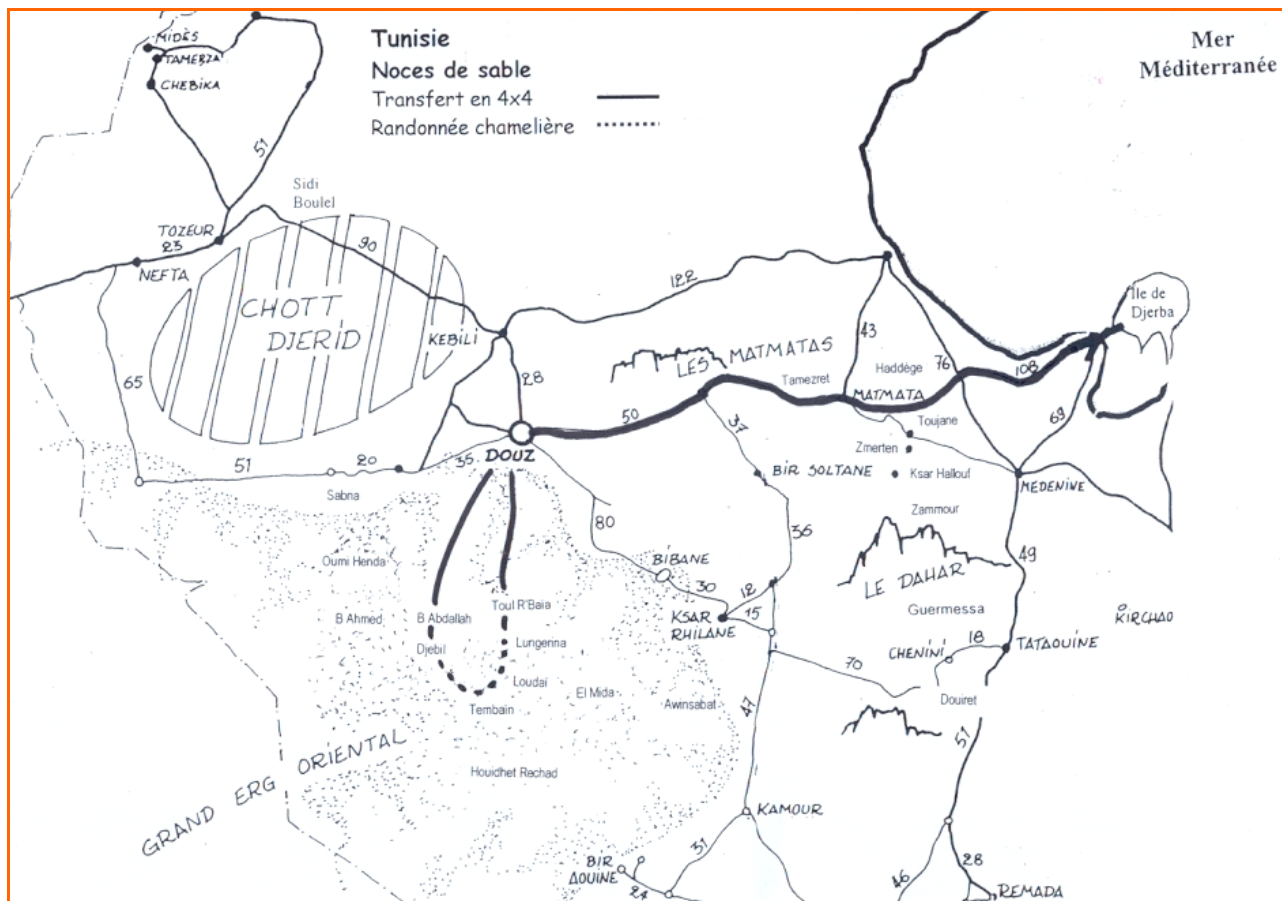 Tunisie
Noces de sable
Transfert en 4x4
Randonnée chamelière
Mer
Méditerranée
MIDÈS
TAMERZA
CHEBIKA
51
Sidi
Boulel
TOZEUR
23
NEFTA
90
122
CHOTT
DJERID
KEBILI
65
28
43
76
108
69
Ile de
Djerba
LES MATMATAS
Haddège
Tamezret
MATMATA
50
37
Toujane
Zmerten
Ksar Hallouf
DOUZ
35
51
20
Sabna
BIR SOLTANE
MEDENINE
Zammour
80
36
49
LE DAHAR
BIBANE
30
12
15
KSAR
RHILANE
Guermessa
KIRCHAO
CHENINI
18
TATAOUINE
70
Douiret
Oumi Henda
B Ahmed
B Abdallah
Djebil
Toul R'Baia
Lungerina
Loudai
Tembain
El Mida
Awinsabat
47
51
Houidhet Rechad
GRAND ERG ORIENTAL
KAMOUR
31
BIR
AOUINE
24
46
28
REMADA